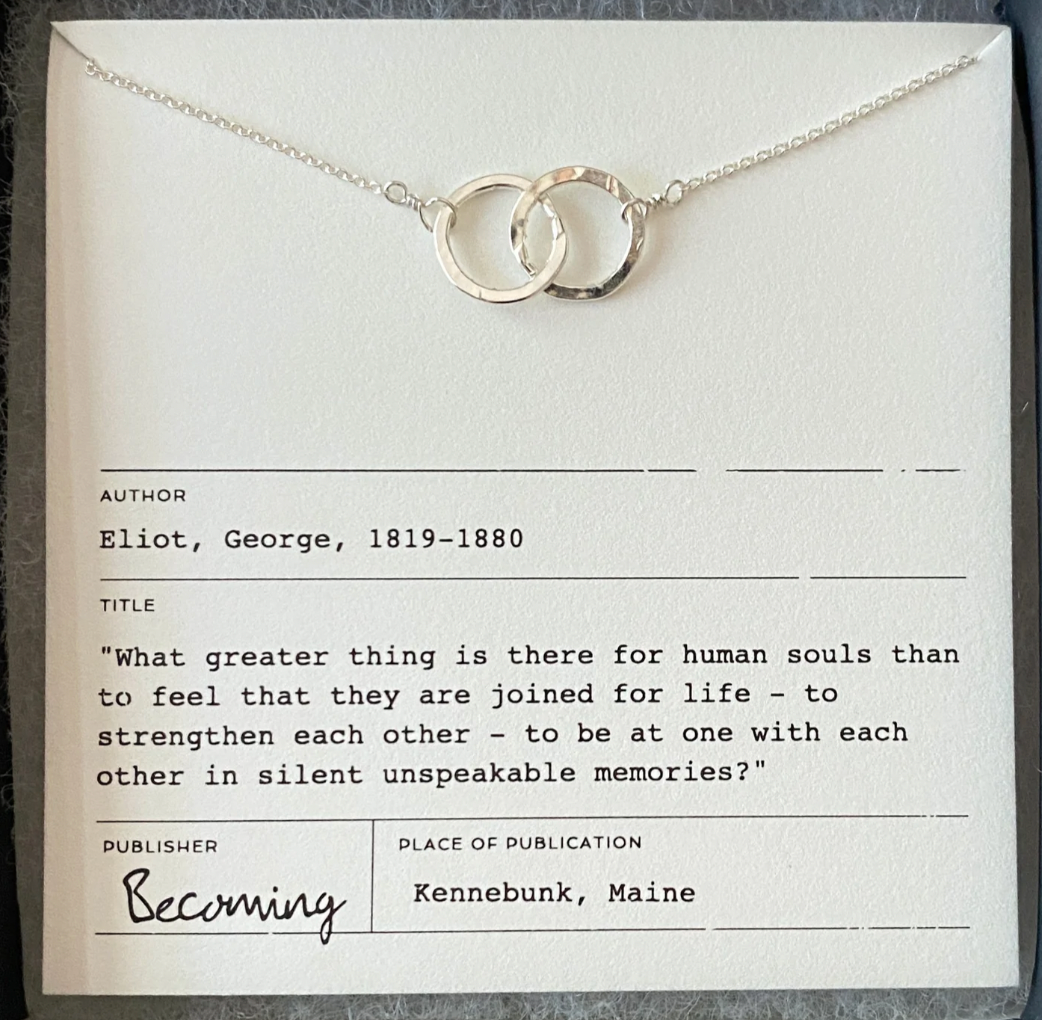 AUTHOR
Eliot, George, 1819-1880
TITLE
"What greater thing is there for human souls than
to feel that they are joined for life - to
strengthen each other - to be at one with each
other in silent unspeakable memories?"
PUBLISHER
Becoming
PLACE OF PUBLICATION
Kennebunk, Maine